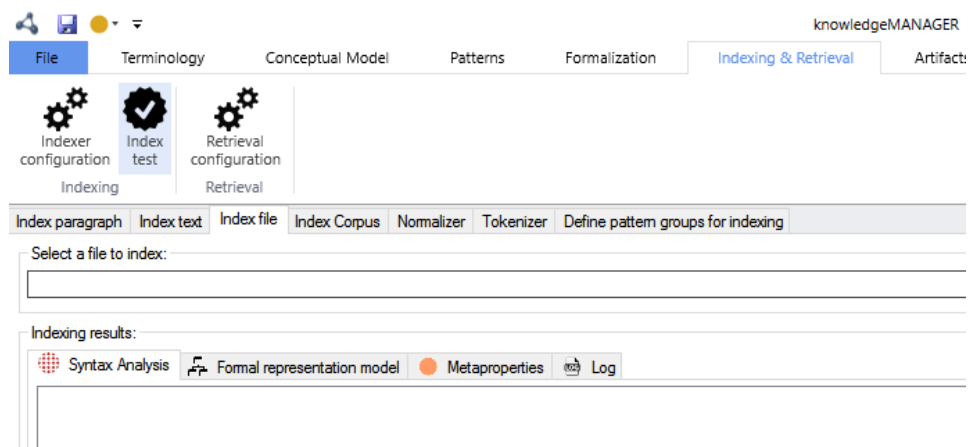 knowledgeMANAGER
File Terminology Conceptual Model Patterns Formalization Indexing & Retrieval Artifacts
Indexer configuration Index test Retrieval configuration
Indexing Retrieval
Index paragraph Index text Index file Index Corpus Normalizer Tokenizer Define pattern groups for indexing
Select a file to index:
Indexing results:
Syntax Analysis Formal representation model Metaproperties Log